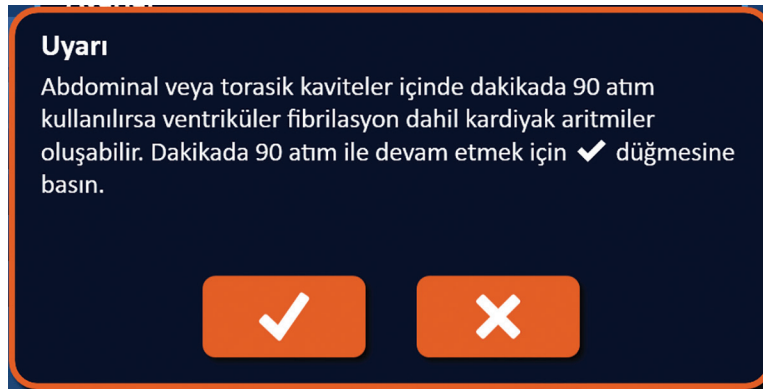 Uyarı
Abdominal veya torasik kaviteler içinde dakikada 90 atım
kullanılırsa ventriküler fibrilasyon dahil kardiyak aritmiler
oluşabilir. Dakikada 90 atım ile devam etmek için ✔ düğmesine
basın.